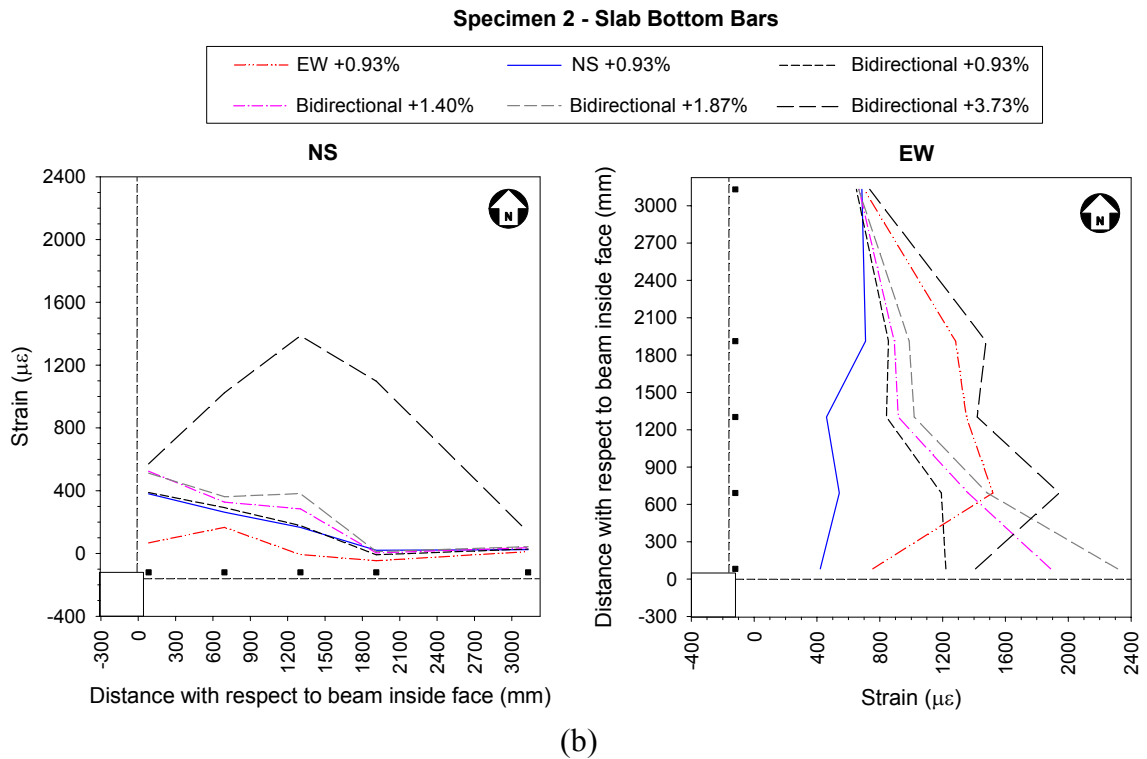 Specimen 2 - Slab Bottom Bars
EW +0.93% NS +0.93% Bidirectional +0.93%
Bidirectional +1.40% Bidirectional +1.87% Bidirectional +3.73%
NS
2400
2000
1600
1200
800
400
0
-400
Strain (με)
N
-300 0 300 600 900 1200 1500 1800 2100 2400 2700 3000
Distance with respect to beam inside face (mm)
EW
3000
2700
2400
2100
1800
1500
1200
900
600
300
0
-300
Distance with respect to beam inside face (mm)
N
-400 0 400 800 1200 1600 2000 2400
Strain (με)
(b)